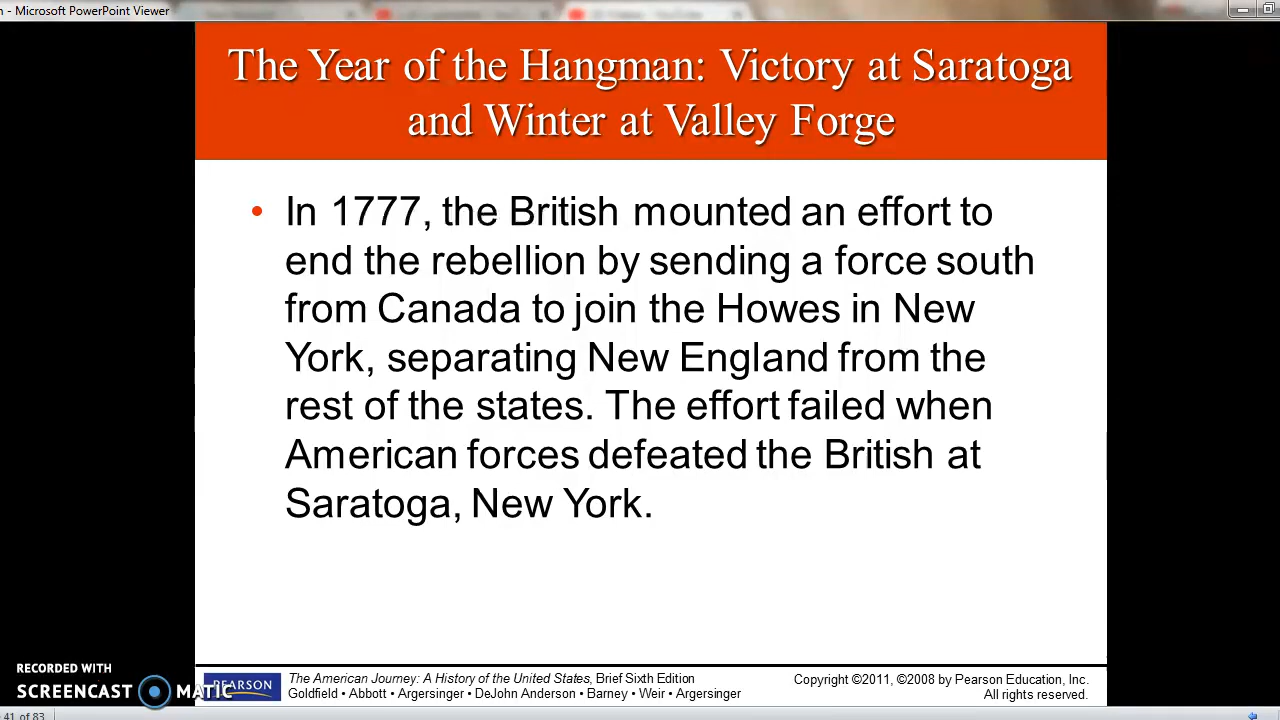 - Microsoft PowerPoint Viewer
The Year of the Hangman: Victory at Saratoga
and Winter at Valley Forge
• In 1777, the British mounted an effort to
end the rebellion by sending a force south
from Canada to join the Howes in New
York, separating New England from the
rest of the states. The effort failed when
American forces defeated the British at
Saratoga, New York.
RECORDED WITH
SCREENCAST MATIC
PEARSON
The American Journey: A History of the United States, Brief Sixth Edition
Goldfield • Abbott • Argersinger • DeJohn Anderson • Barney • Weir • Argersinger
Copyright ©2011, ©2008 by Pearson Education, Inc.
All rights reserved.
41 of 83